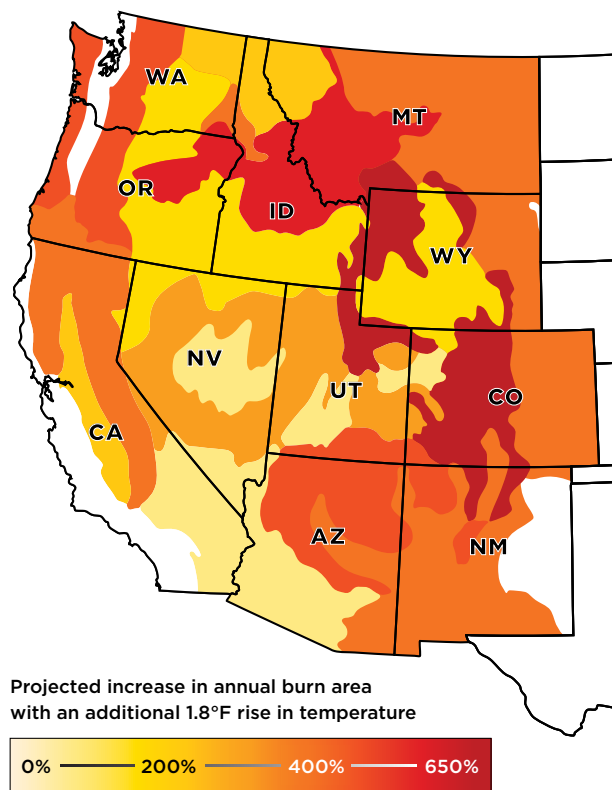 WA
MT
OR
ID
WY
NV
UT
CO
CA
AZ
NM
Projected increase in annual burn area
with an additional 1.8°F rise in temperature
0% 200% 400% 650%